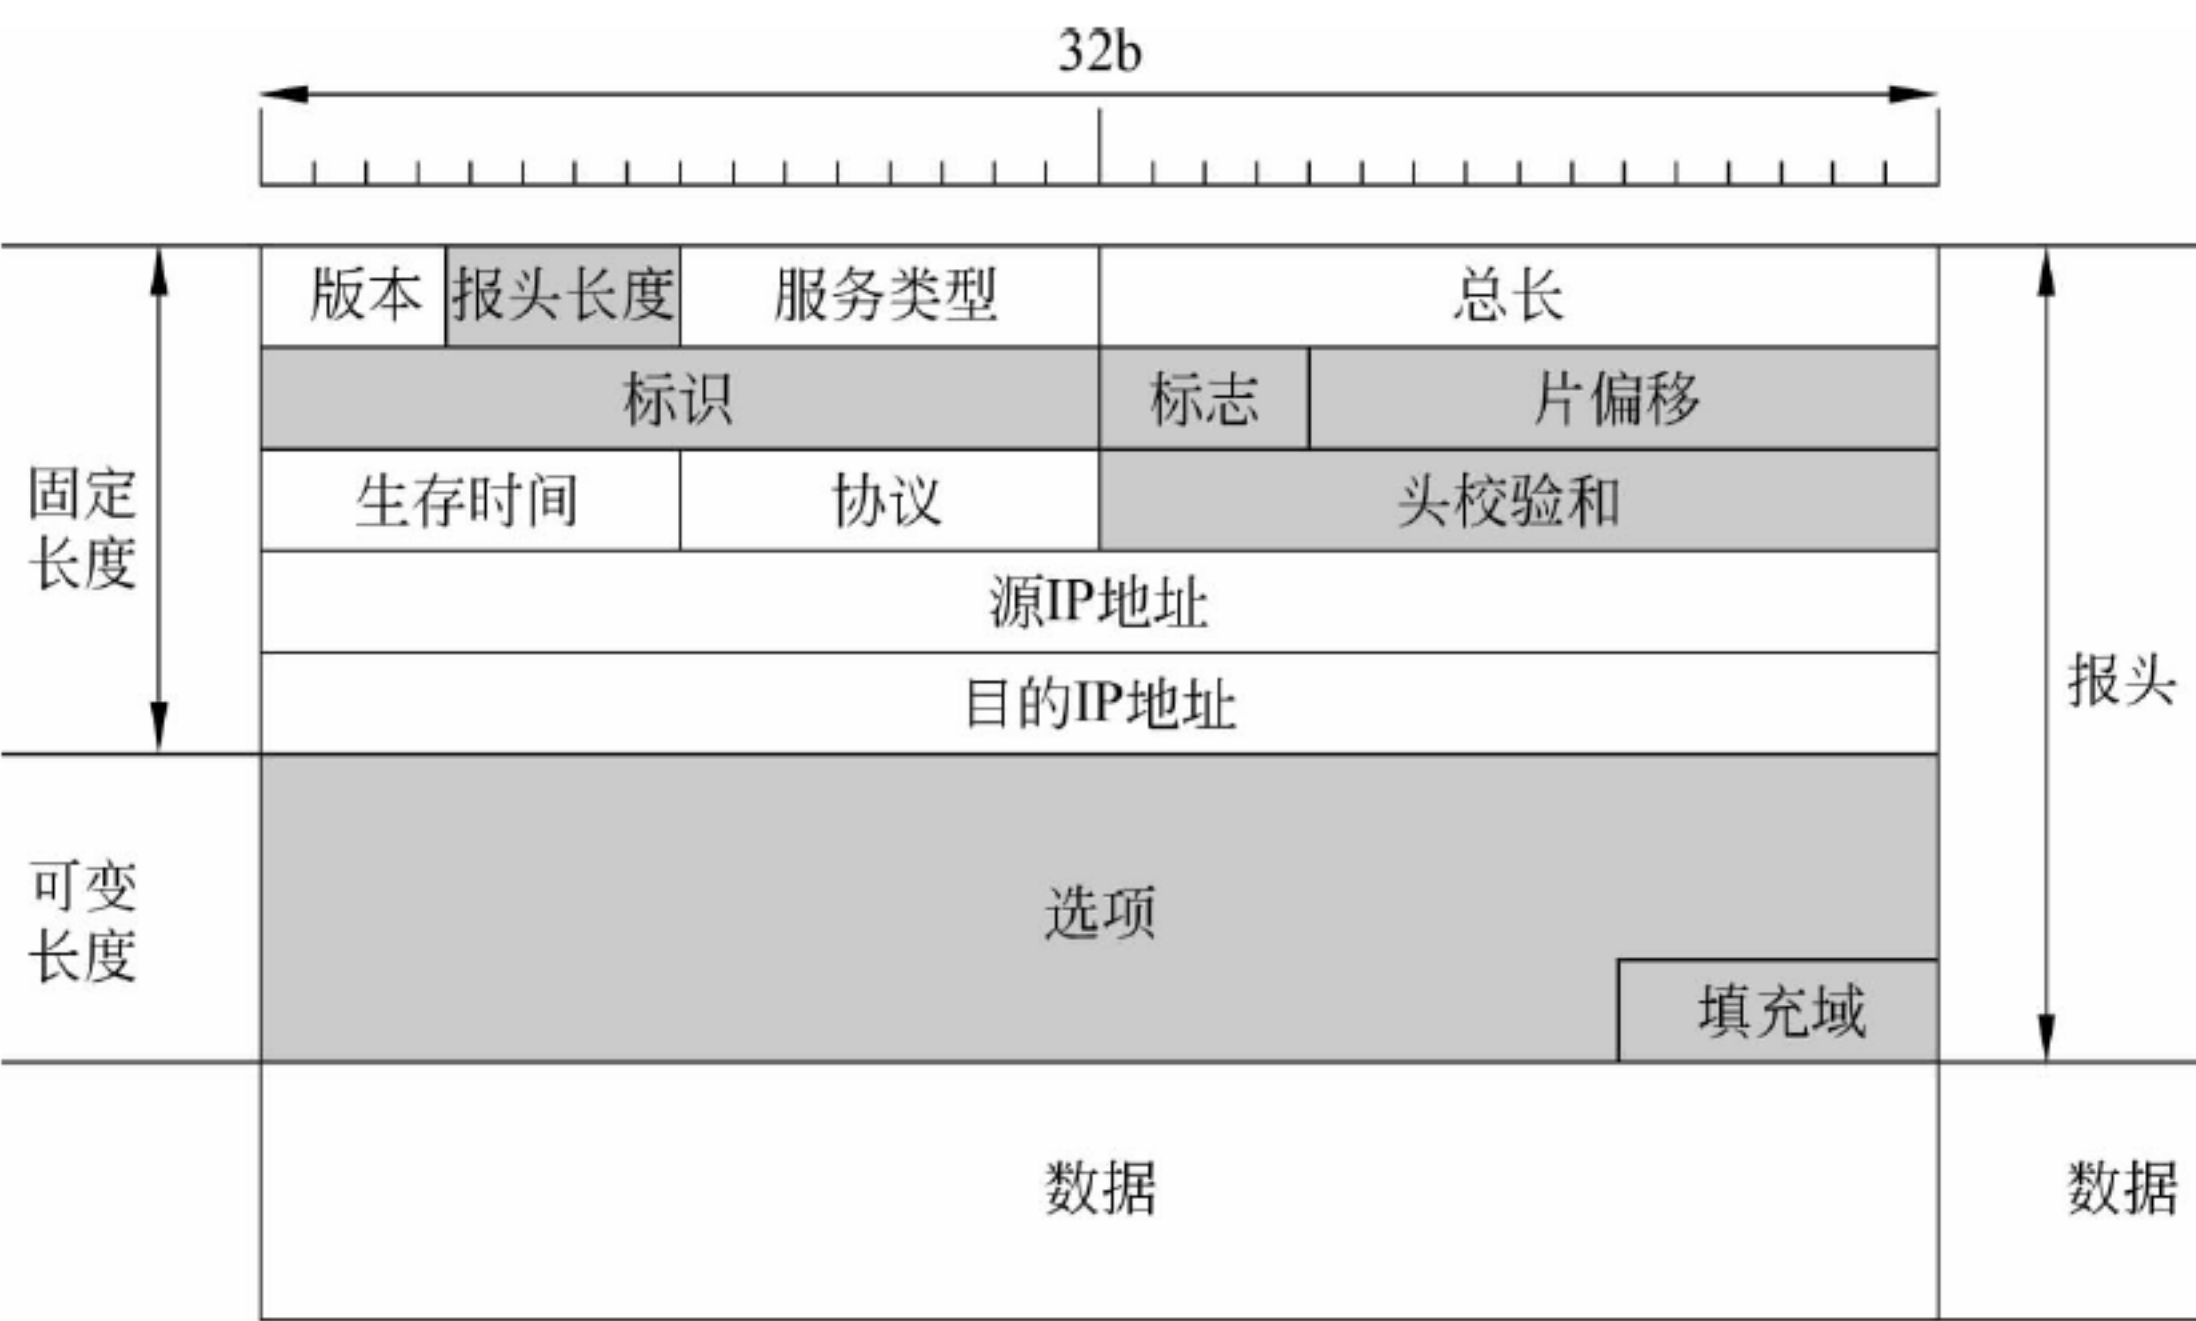 32b
版本 报头长度 服务类型 总长
标识 标志 片偏移
固定
长度
生存时间 协议 头校验和
源IP地址
目的IP地址
报头
可变
长度
选项
填充域
数据 数据